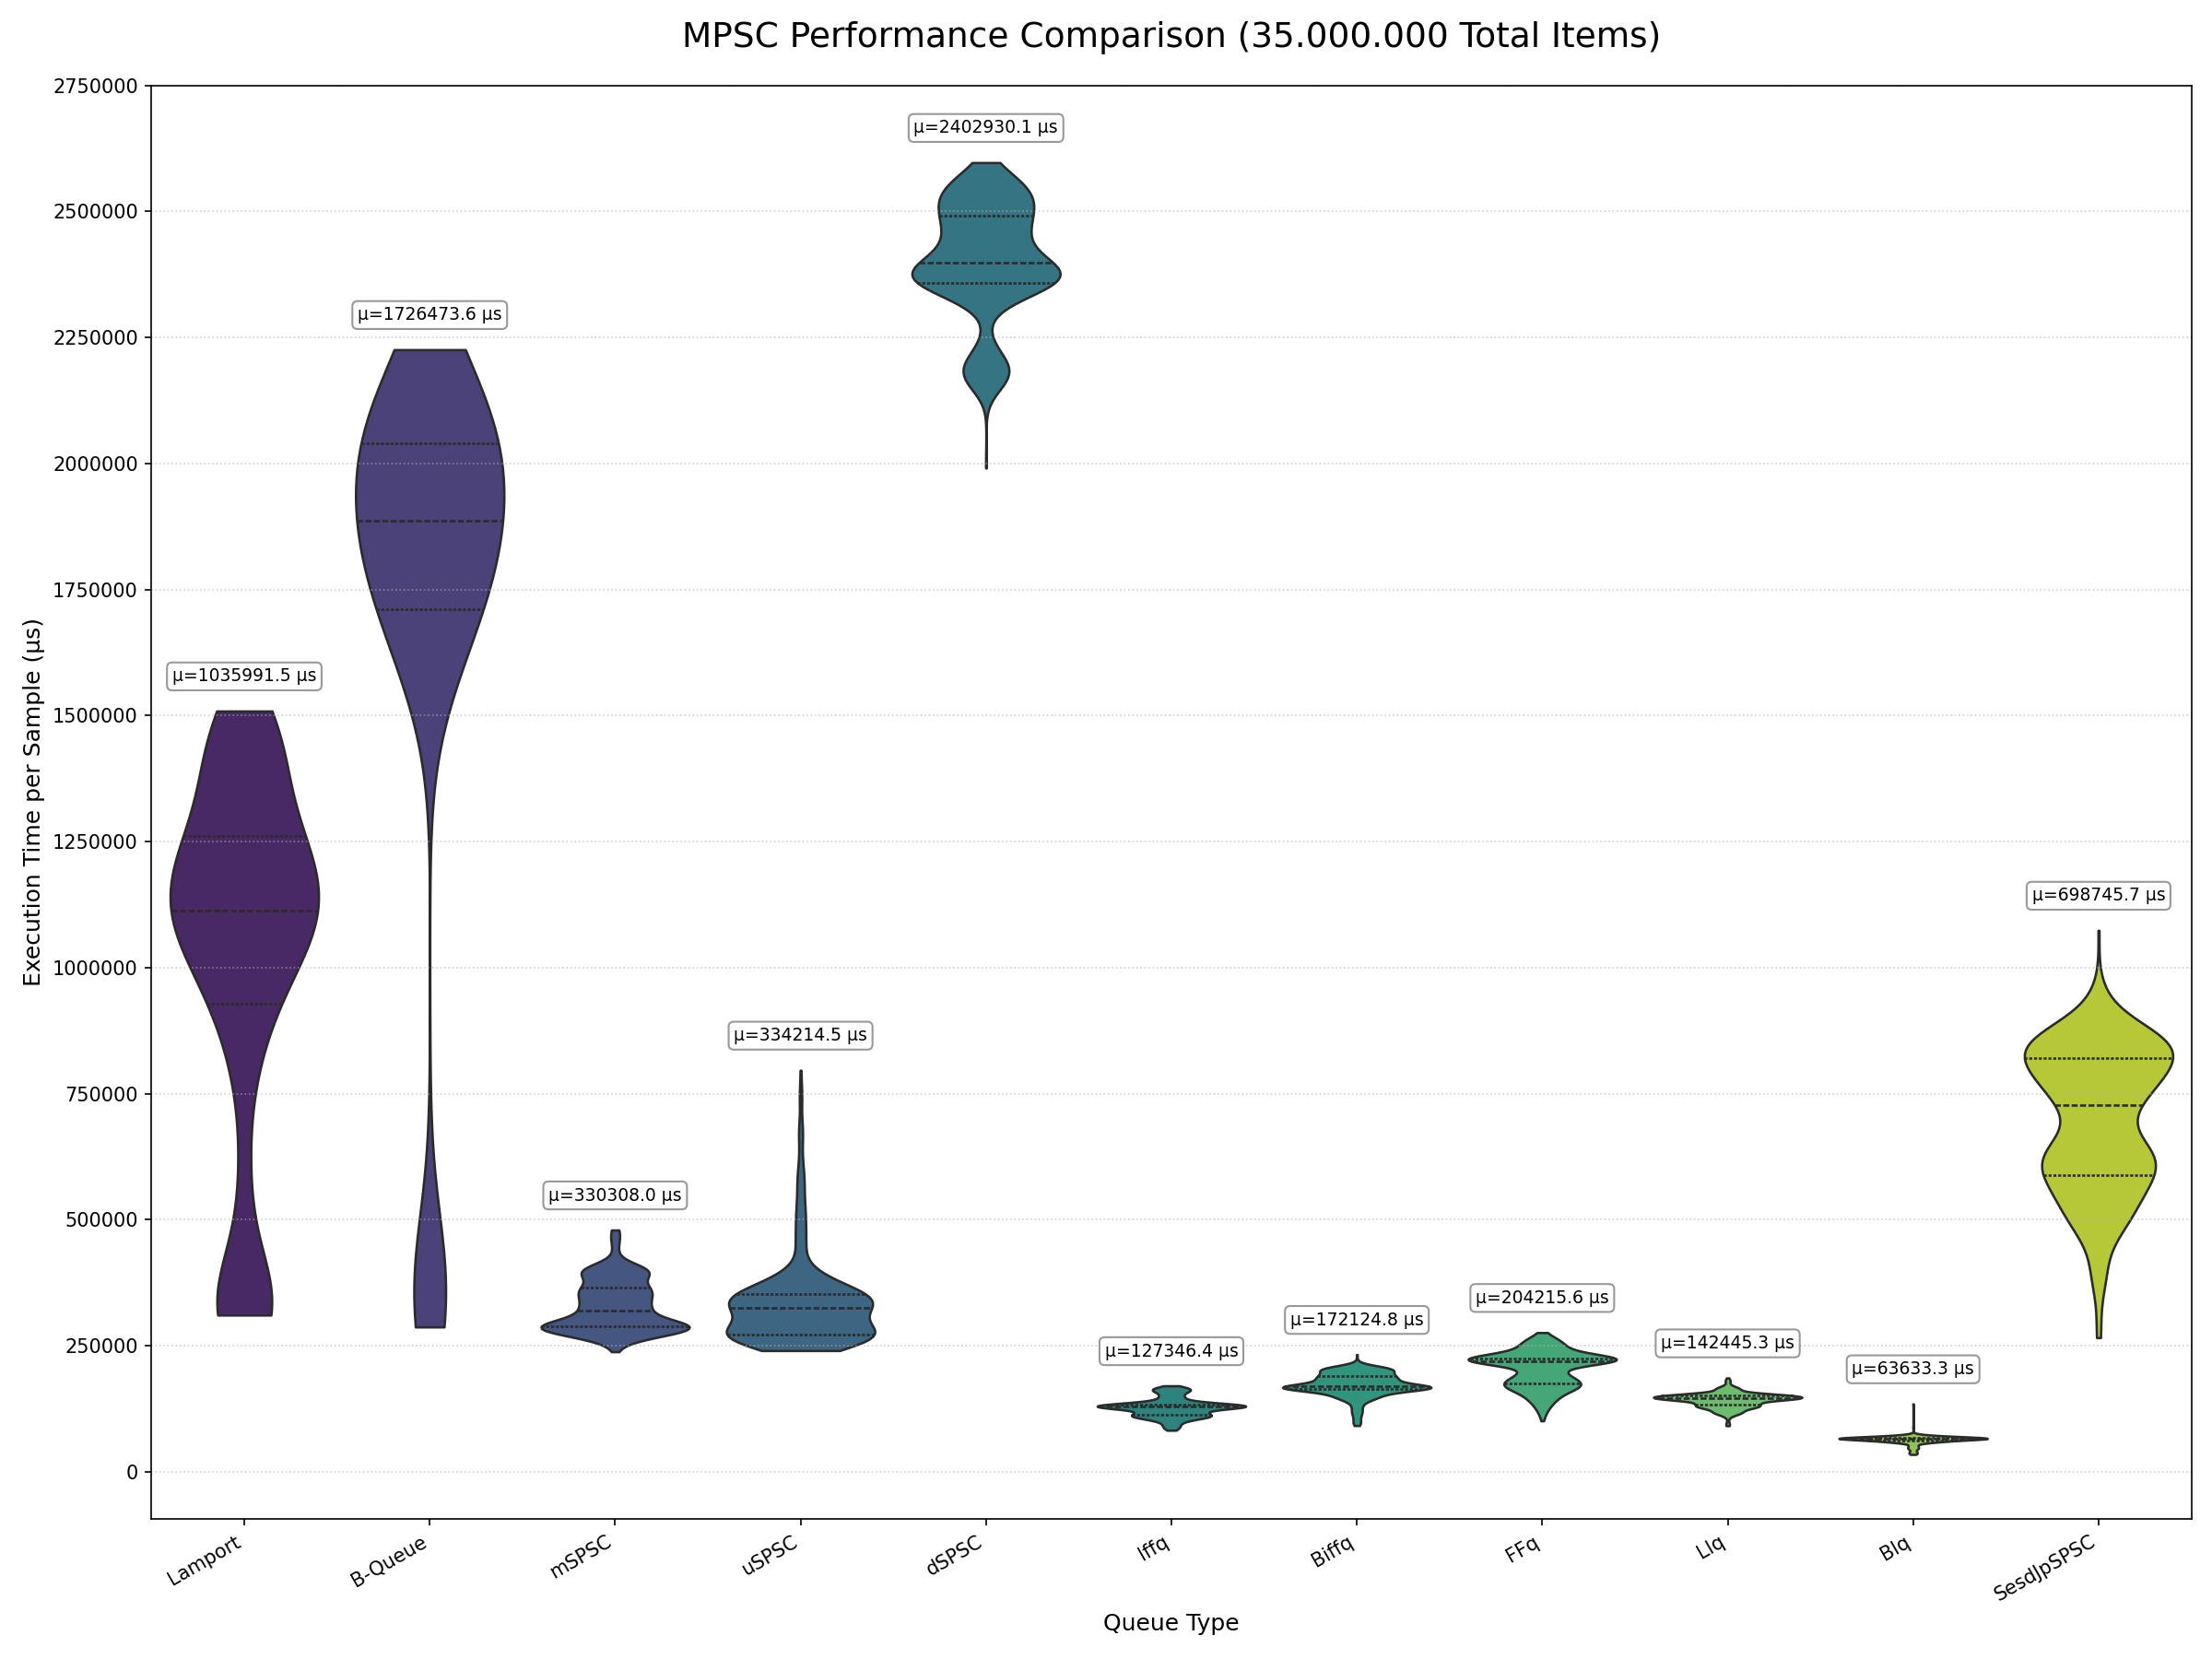 MPSC Performance Comparison (35.000.000 Total Items)
Execution Time per Sample (µs)
2750000
2500000
2250000
2000000
1750000
1500000
1250000
1000000
750000
500000
250000
0
µ=1035991.5 µs
µ=1726473.6 µs
µ=330308.0 µs
µ=334214.5 µs
µ=2402930.1 µs
µ=127346.4 µs
µ=172124.8 µs
µ=204215.6 µs
µ=142445.3 µs
µ=63633.3 µs
µ=698745.7 µs
Lamport
B-Queue
mSPSC
uSPSC
dSPSC
Iffq
Biffq
FFq
Llq
Blq
SesdJpSPSC
Queue Type